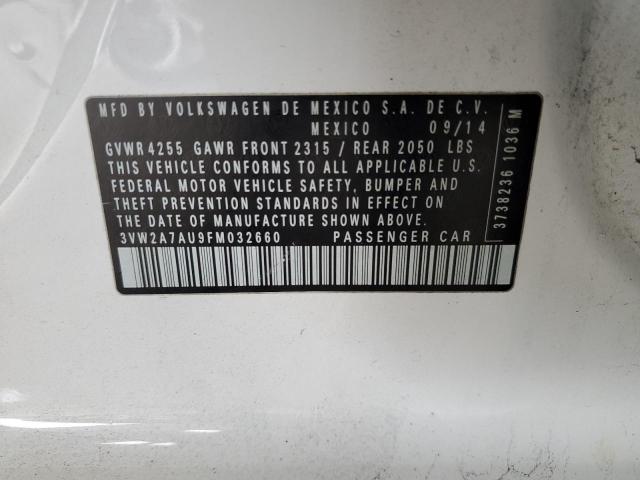 MFD BY VOLKSWAGEN DE MEXICO S.A. DE C.V.
MEXICO 09/14
GVWR 4255 GAWR FRONT 2315 / REAR 2050 LBS
THIS VEHICLE CONFORMS TO ALL APPLICABLE U.S.
FEDERAL MOTOR VEHICLE SAFETY, BUMPER AND
THEFT PREVENTION STANDARDS IN EFFECT ON
THE DATE OF MANUFACTURE SHOWN ABOVE.
3VW2A7AU9FM032660 PASSENGER CAR
3738236 1036 M